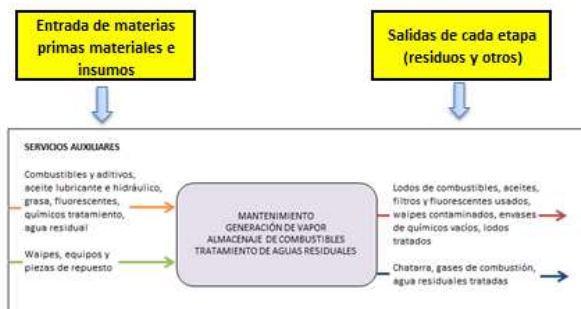 Entrada de materias
primas materiales e
insumos
Salidas de cada etapa
(residuos y otros)
SERVICIOS AUXILIARES
Combustibles y aditivos,
aceite lubricante e hidráulico,
grasa, fluorescentes,
químicos tratamiento,
agua residual
Waipes, equipos y
piezas de repuesto
MANTENIMIENTO
GENERACIÓN DE VAPOR
ALMACENAJE DE COMBUSTIBLES
TRATAMIENTO DE AGUAS RESIDUALES
Lodos de combustibles, aceites,
filtros y fluorescentes usados,
waipes contaminados, envases
de químicos vacíos, lodos
tratados
Chatarra, gases de combustión,
agua residuales tratadas